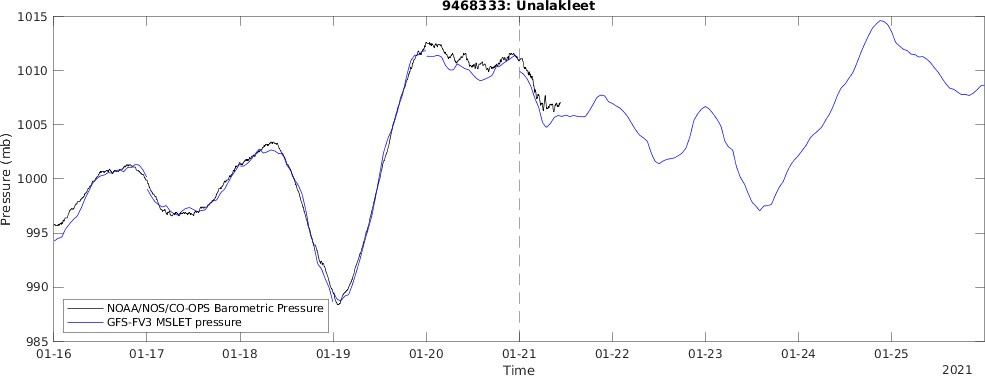 9468333: Unalakleet
1015
1010
1005
1000
995
990
985
Pressure (mb)
NOAA/NOS/CO-OPS Barometric Pressure
GFS-FV3 MSLET pressure
01-16 01-17 01-18 01-19 01-20 01-21 01-22 01-23 01-24 01-25
Time
2021